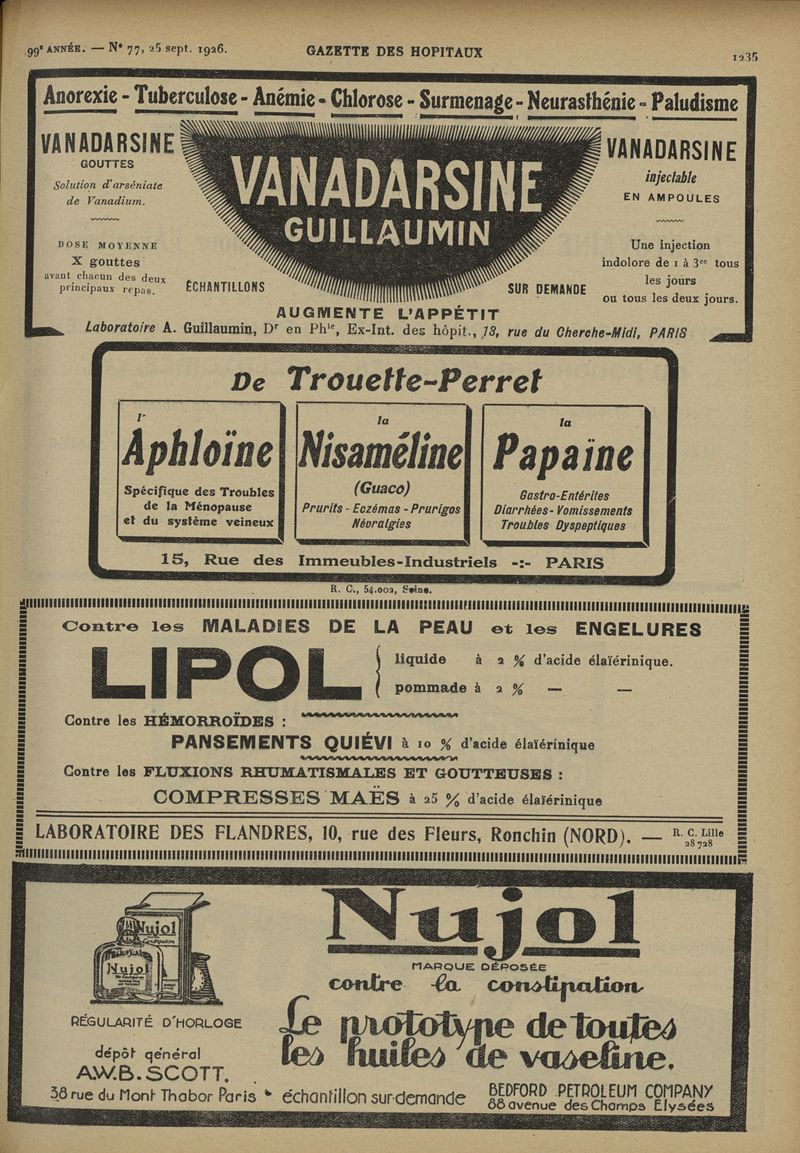 99e ANNÉE. — N° 77, 25 sept. 1926.
GAZETTE DES HOPITAUX
1235
Anorexie - Tuberculose - Anémie - Chlorose - Surmenage - Neurasthénie - Paludisme
VANADARSINE
GOUTTES
Solution d'arséniate
de Vanadium.
DOSE MOYENNE
X gouttes
avant chacun des deux
principaux repas.
VANADARSINE
GUILLAUMIN
ÉCHANTILLONS
SUR DEMANDE
VANADARSINE
injectable
EN AMPOULES
Une injection
indolore de 1 à 3cc tous
les jours
ou tous les deux jours.
AUGMENTE L'APPÉTIT
Laboratoire A. Guillaumin, Dr en Phie, Ex-Int. des hôpit., 13, rue du Cherche-Midi, PARIS
De Trouette-Perret
l'
Aphloïne
Spécifique des Troubles
de la Ménopause
et du système veineux
la
Nisaméline
(Guaco)
Prurits - Eczémas - Prurigos
Névralgies
la
Papaïne
Gastro-Entérites
Diarrhées - Vomissements
Troubles Dyspeptiques
15, Rue des Immeubles-Industriels -:- PARIS
R. C., 54.002, Seine.
Contre les MALADIES DE LA PEAU et les ENGELURES
LIPOL
liquide à 2 % d'acide élaïérinique.
pommade à 2 % — —
Contre les HÉMORROÏDES :
PANSEMENTS QUIÉVI à 10 % d'acide élaïérinique
Contre les FLUXIONS RHUMATISMALES ET GOUTTEUSES :
COMPRESSES MAËS à 25 % d'acide élaïérinique
LABORATOIRE DES FLANDRES, 10, rue des Fleurs, Ronchin (NORD). — R. C. Lille
28 728
Nujol
Nujol
Nujol
MARQUE DÉPOSÉE
contre la constipation
RÉGULARITÉ D'HORLOGE
Le prototype de toutes
les huiles de vaseline.
dépôt général
A.W.B. SCOTT.
38 rue du Mont Thabor Paris
échantillon sur demande
BEDFORD PETROLEUM COMPANY
88 avenue des Champs Elysées